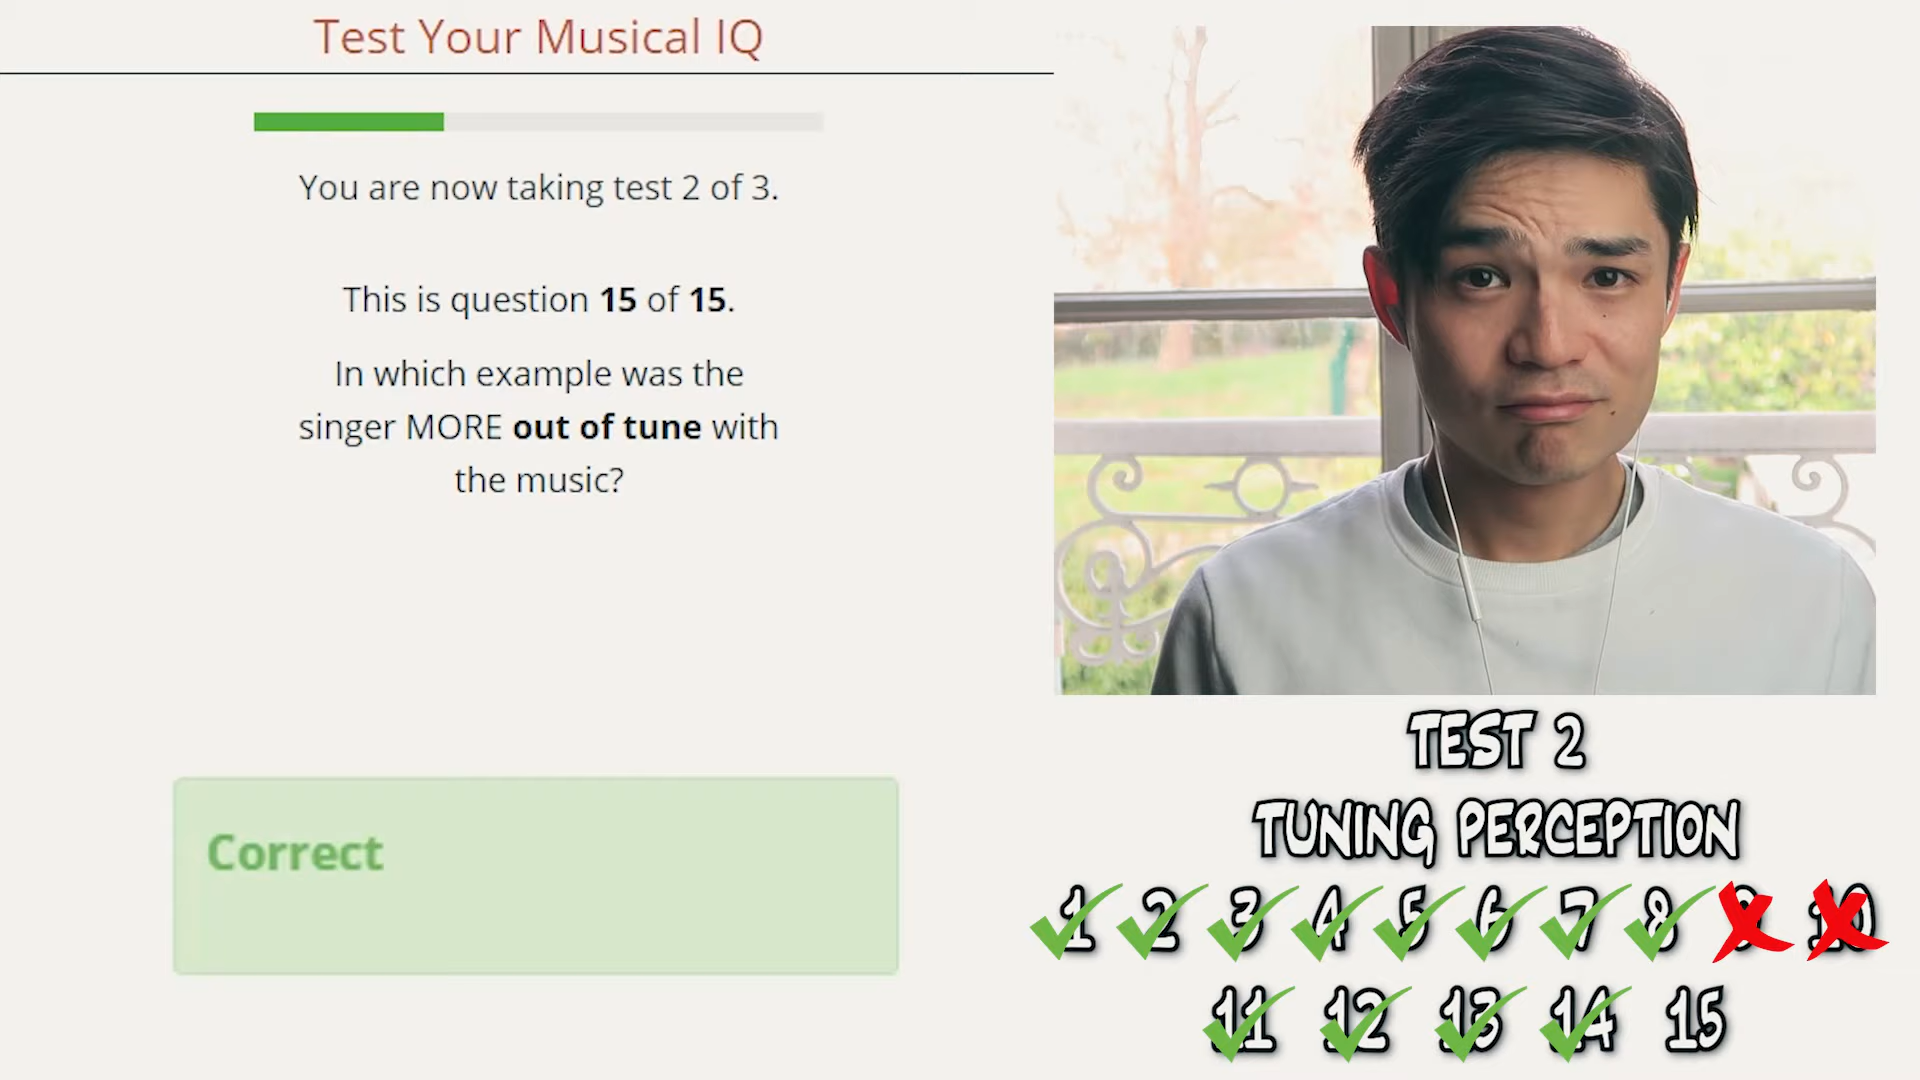 Test Your Musical IQ
You are now taking test 2 of 3.
This is question 15 of 15.
In which example was the
singer MORE out of tune with
the music?
Correct
TEST 2
TUNING PERCEPTION
1 2 3 4 5 6 7 8 9 10
11 12 13 14 15